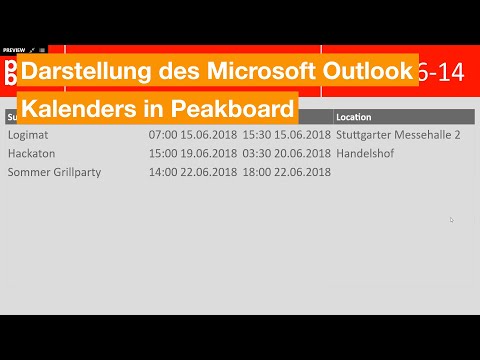 PREVIEW
Darstellung des Microsoft Outlook
6-14
Kalenders in Peakboard
Su Location
Logimat 07:00 15.06.2018 15:30 15.06.2018 Stuttgarter Messehalle 2
Hackaton 15:00 19.06.2018 03:30 20.06.2018 Handelshof
Sommer Grillparty 14:00 22.06.2018 18:00 22.06.2018